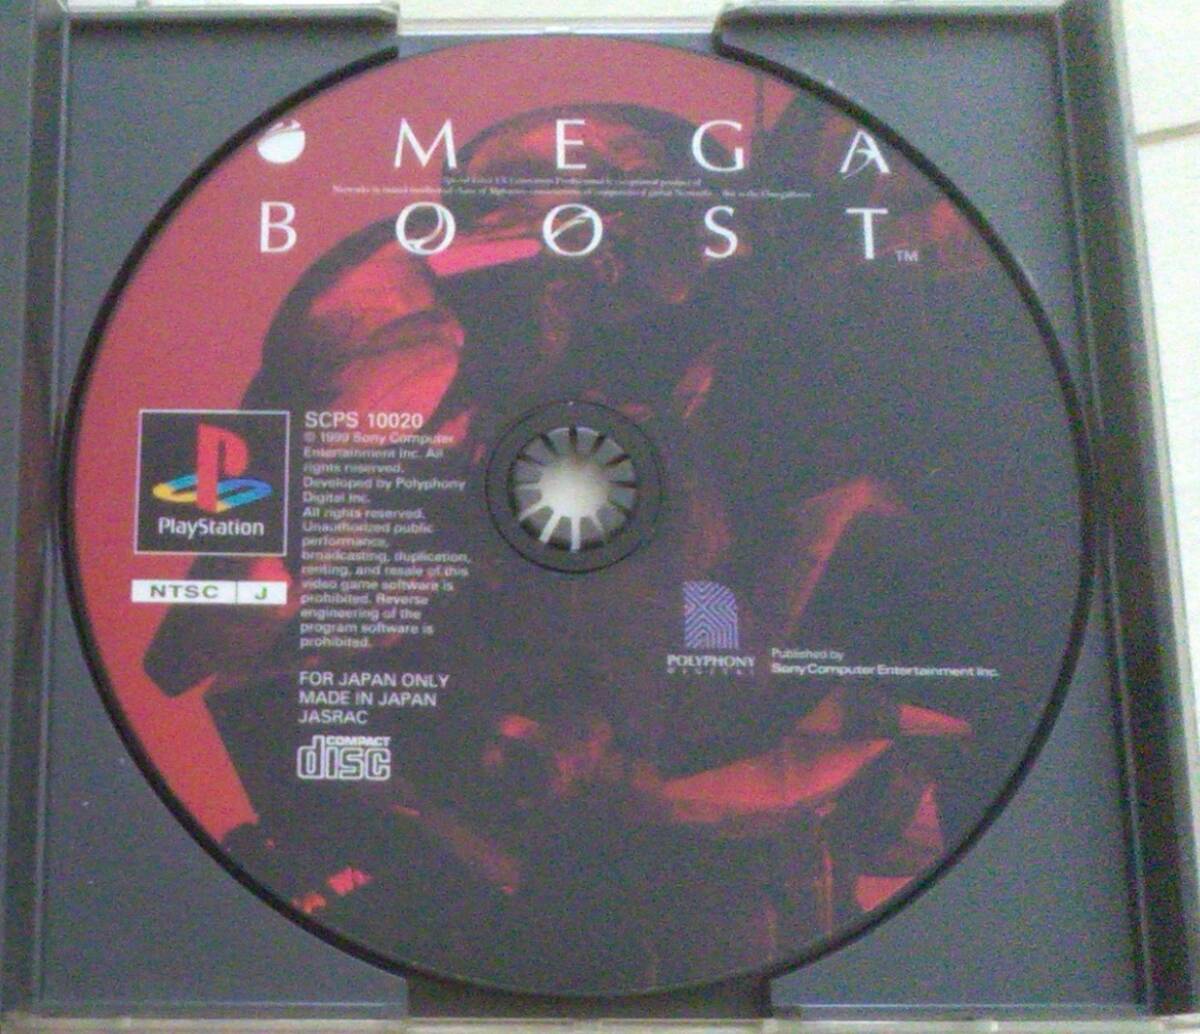 OMEGA
BOOST™
SCPS 10020
© 1999 Sony Computer
Entertainment Inc. All
rights reserved.
Developed by Polyphony
Digital Inc.
All rights reserved.
Unauthorized public
performance,
broadcasting, duplication,
renting, and resale of this
video game software is
prohibited. Reverse
engineering of the
program software is
prohibited.
PlayStation
NTSC J
FOR JAPAN ONLY
MADE IN JAPAN
JASRAC
COMPACT
disc
POLYPHONY
DIGITAL
Published by
Sony Computer Entertainment Inc.